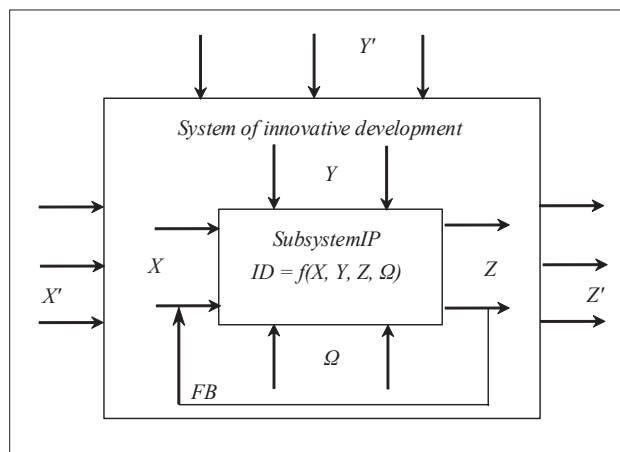 Y'
System of innovative development
Y
SubsystemIP
X
ID = f(X, Y, Z, Ω)
Z
X'
Z'
Ω
FB